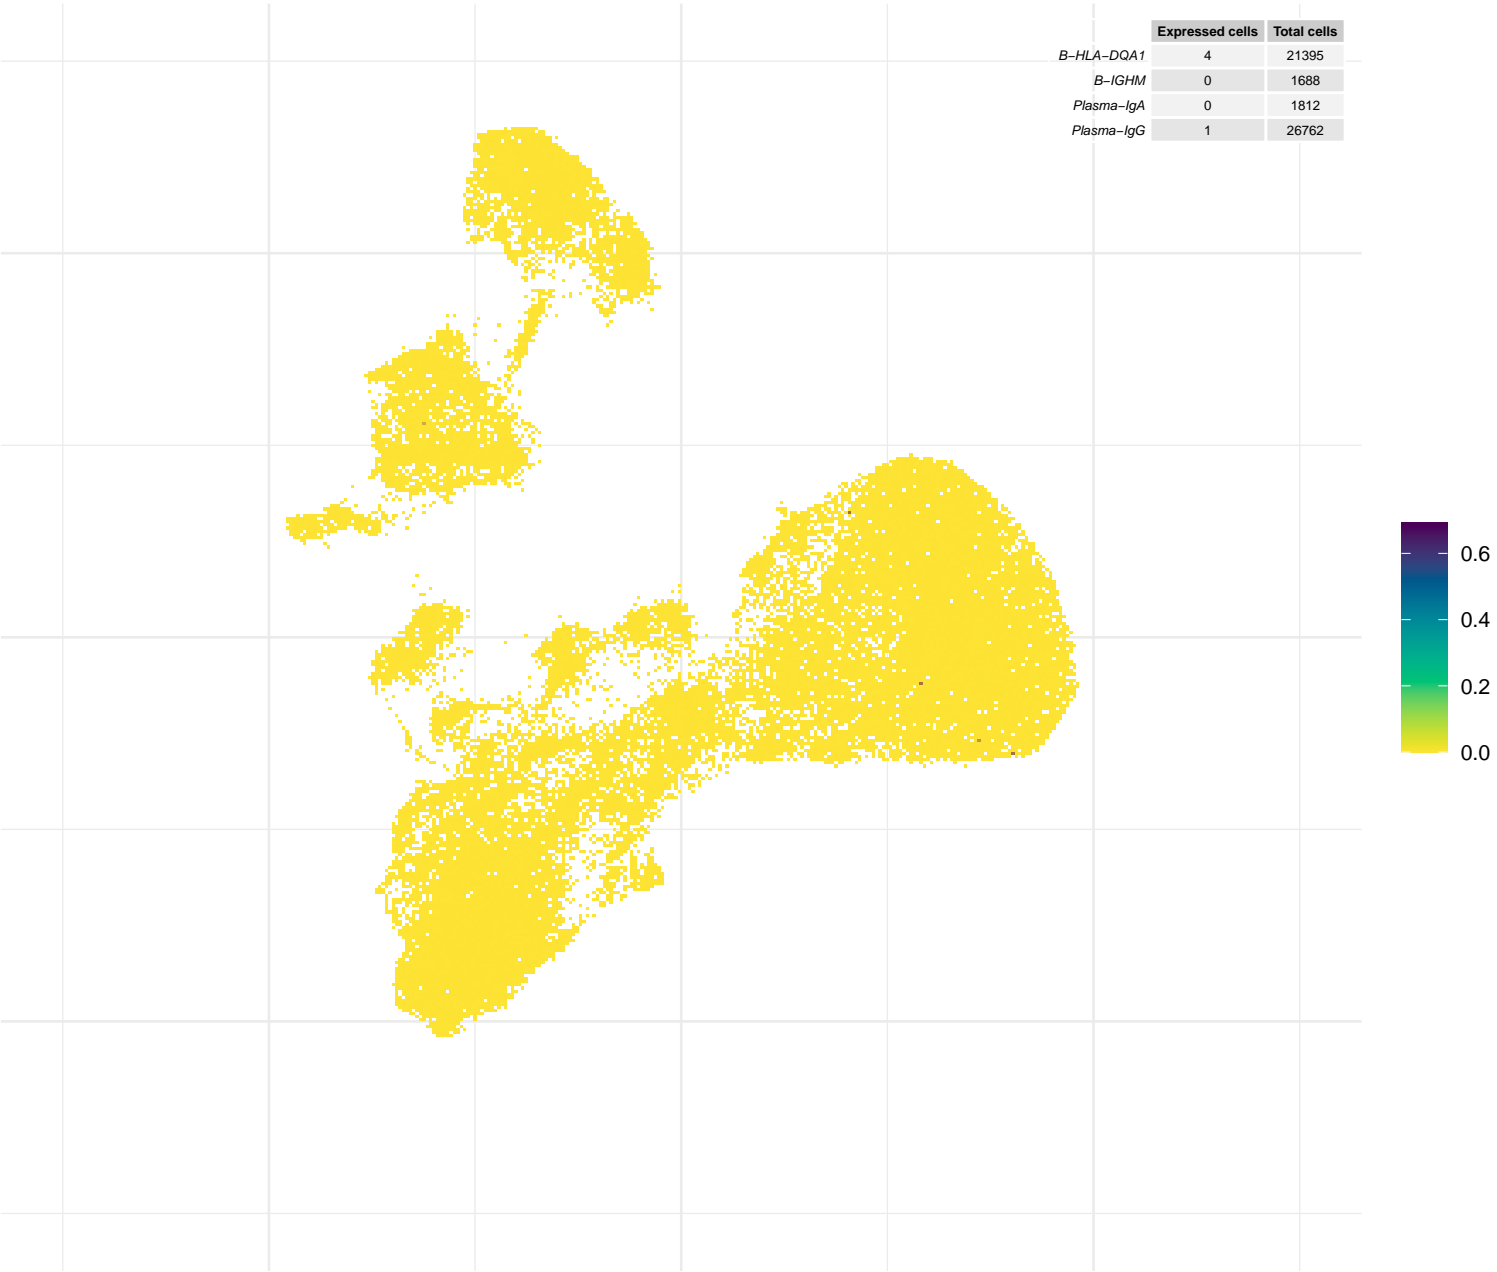 Expressed cells Total cells
B−HLA−DQA1 4 21395
B−IGHM 0 1688
Plasma−IgA 0 1812
Plasma−IgG 1 26762
0.6
0.4
0.2
0.0